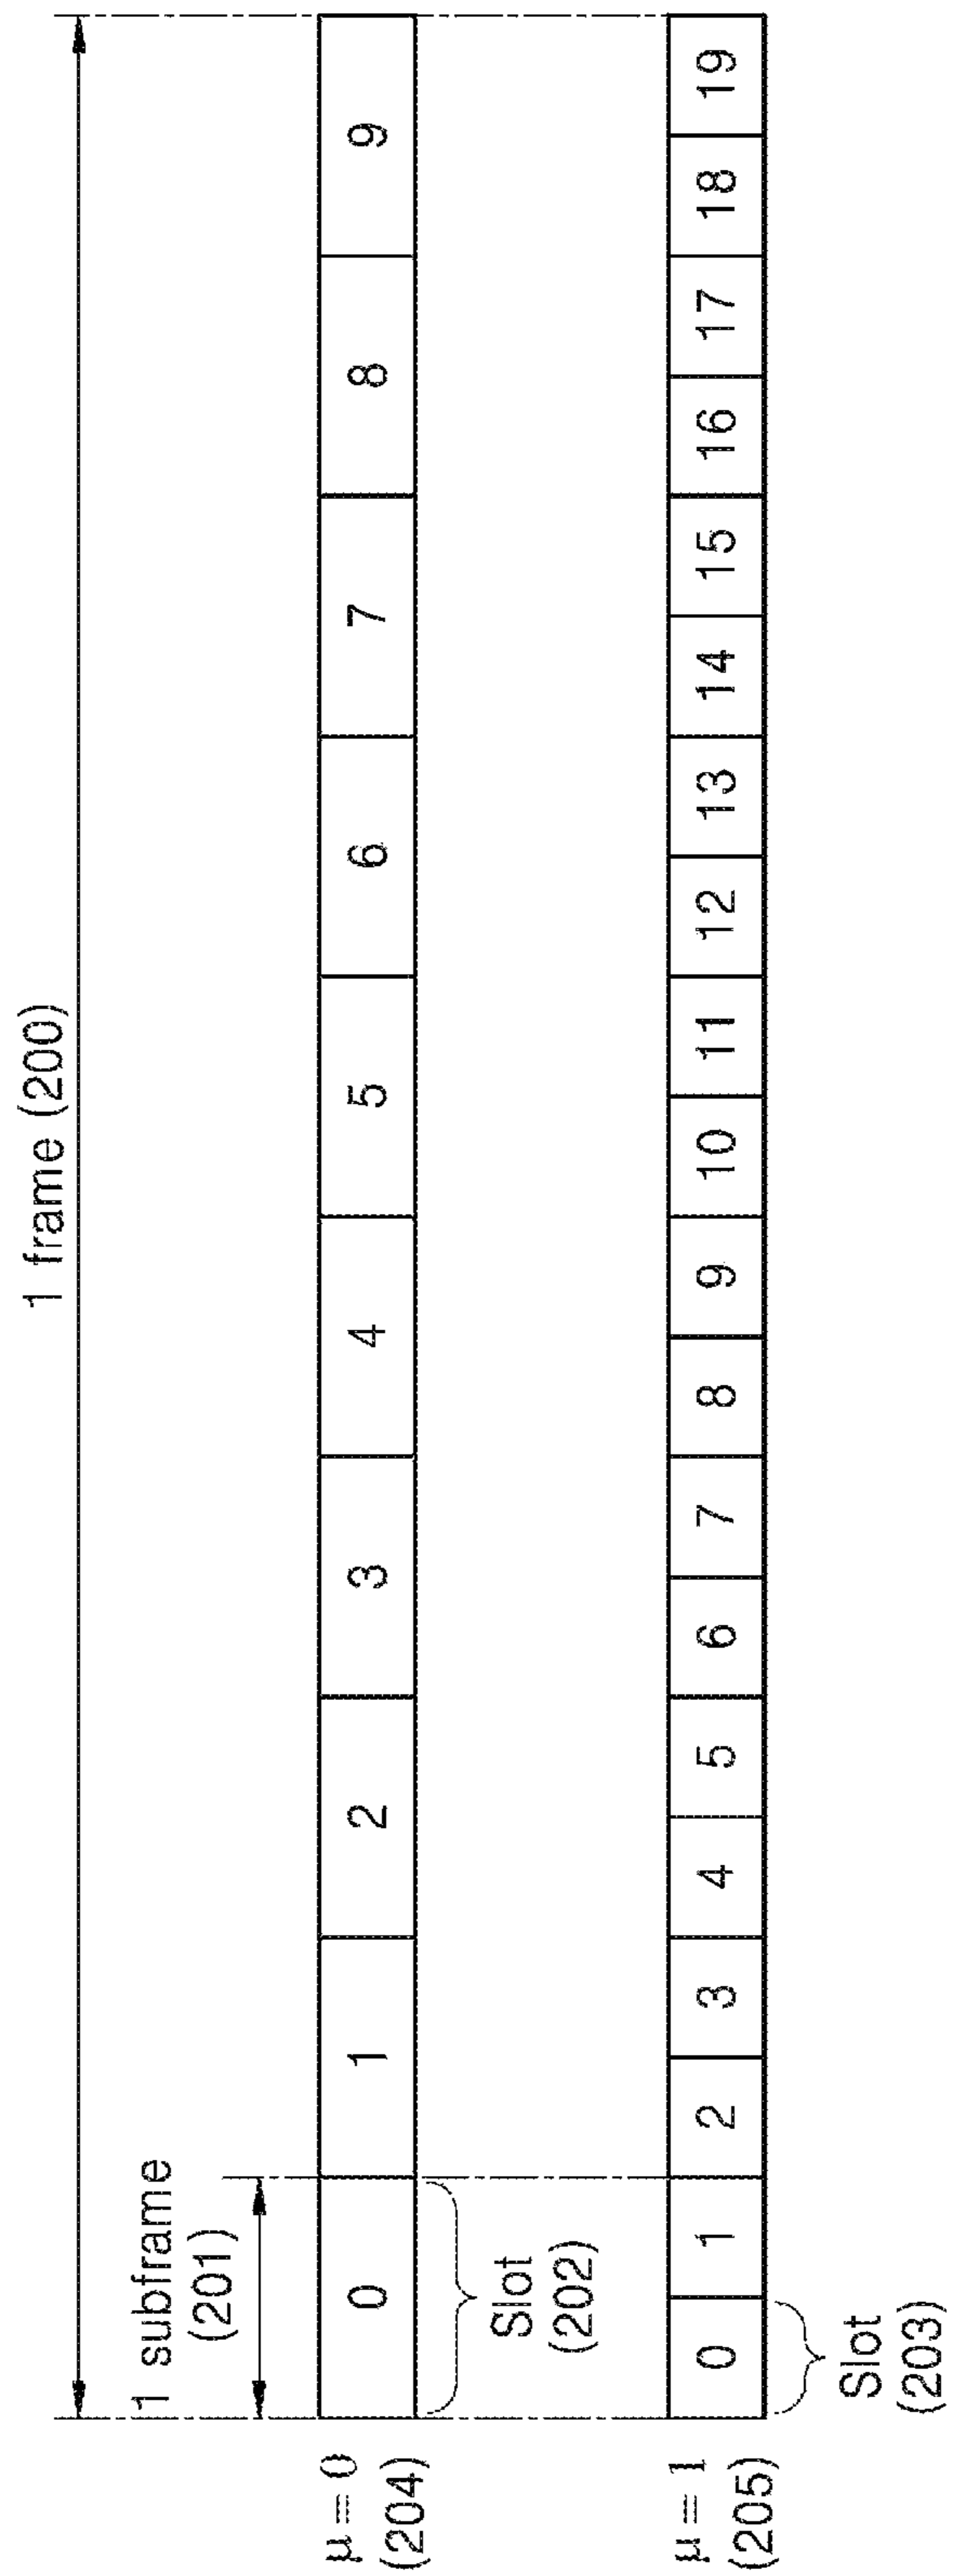 1 frame (200)
1 subframe
(201)
μ = 0
(204)
0 1 2 3 4 5 6 7 8 9
Slot
(202)
μ = 1
(205)
0 1 2 3 4 5 6 7 8 9 10 11 12 13 14 15 16 17 18 19
Slot
(203)